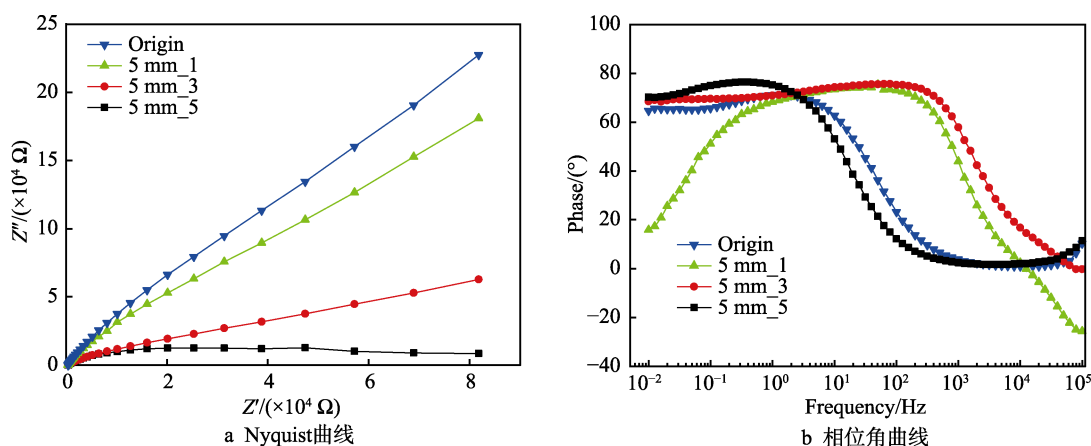 25
20
15
10
5
0
Z''/(×10⁴ Ω)
Origin
5 mm_1
5 mm_3
5 mm_5
0 2 4 6 8
Z'/(×10⁴ Ω)
a Nyquist曲线
100
80
60
40
20
0
−20
−40
Phase/(°)
Origin
5 mm_1
5 mm_3
5 mm_5
10⁻² 10⁻¹ 10⁰ 10¹ 10² 10³ 10⁴ 10⁵
Frequency/Hz
b 相位角曲线